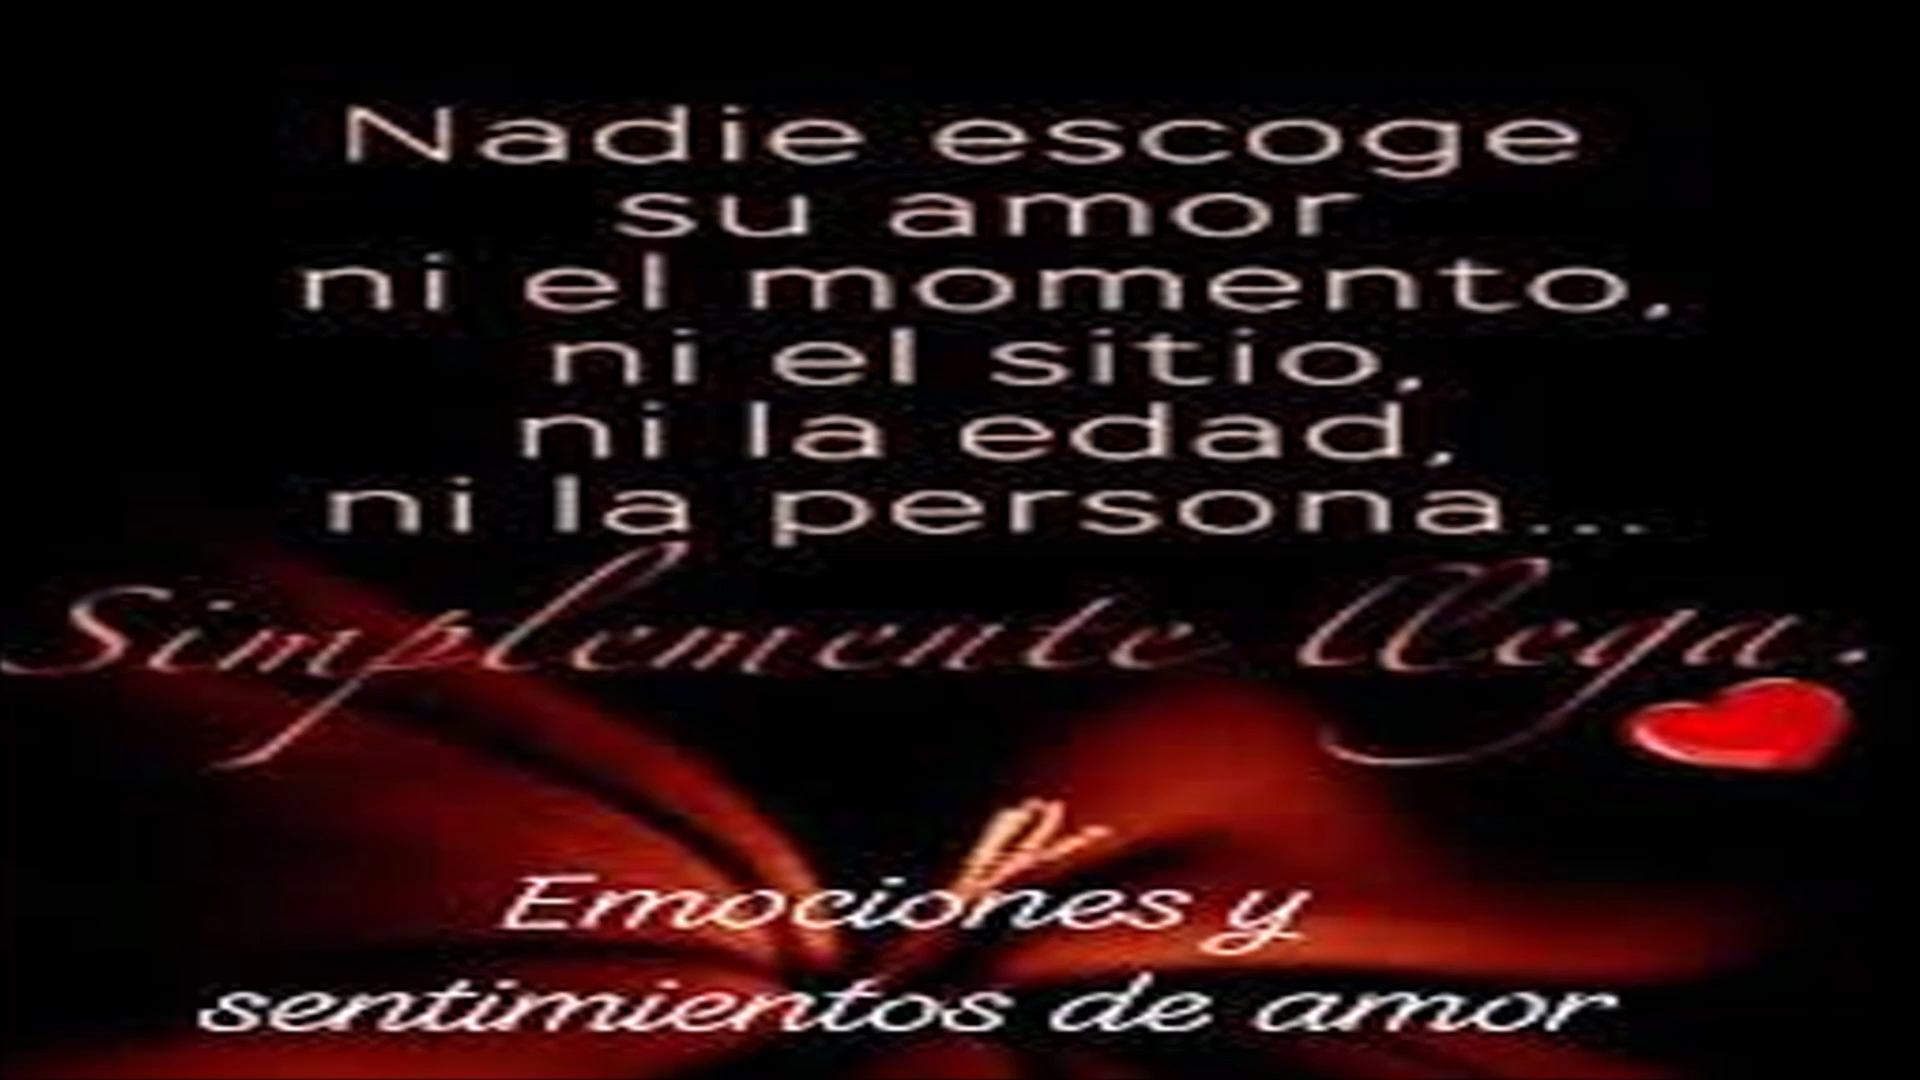 Nadie escoge
su amor
ni el momento,
ni el sitio,
ni la edad,
ni la persona...
Simplemente llega.
Emociones y
sentimientos de amor